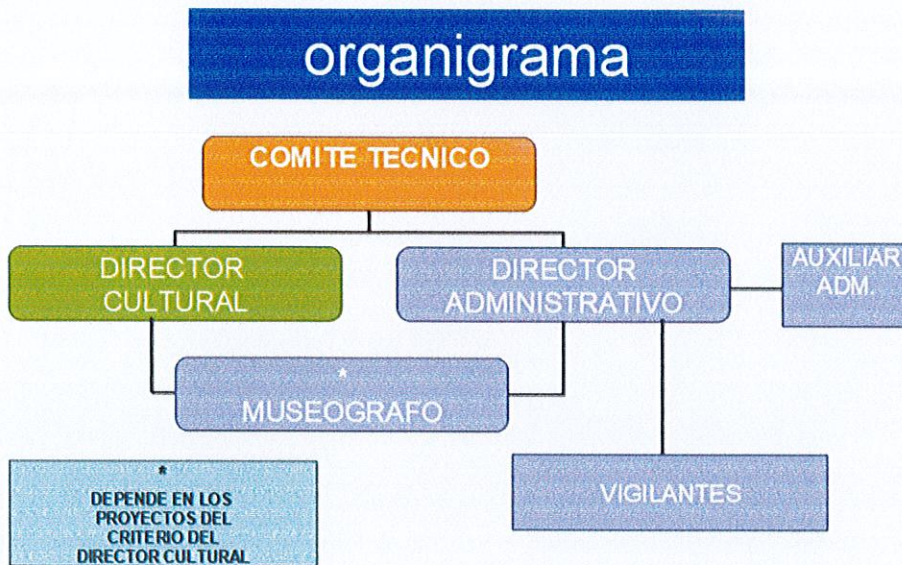 organigrama
COMITE TECNICO
DIRECTOR
CULTURAL
DIRECTOR
ADMINISTRATIVO
AUXILIAR
ADM.
*
MUSEOGRAFO
*
DEPENDE EN LOS
PROYECTOS DEL
CRITERIO DEL
DIRECTOR CULTURAL
VIGILANTES